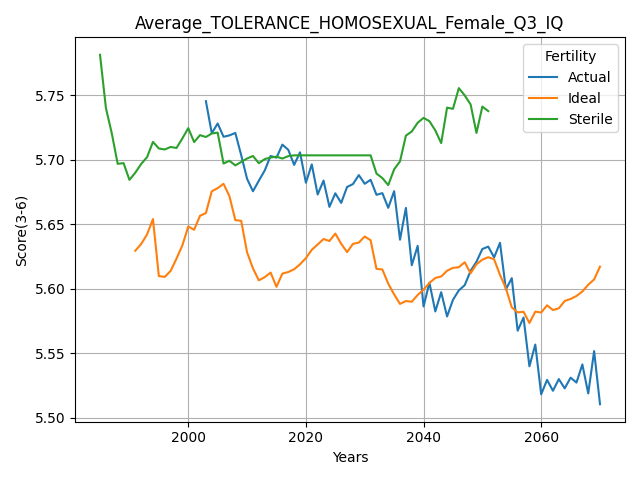 Average_TOLERANCE_HOMOSEXUAL_Female_Q3_IQ
Fertility
Actual
Ideal
Sterile
Score(3-6)
5.75
5.70
5.65
5.60
5.55
5.50
2000 2020 2040 2060
Years